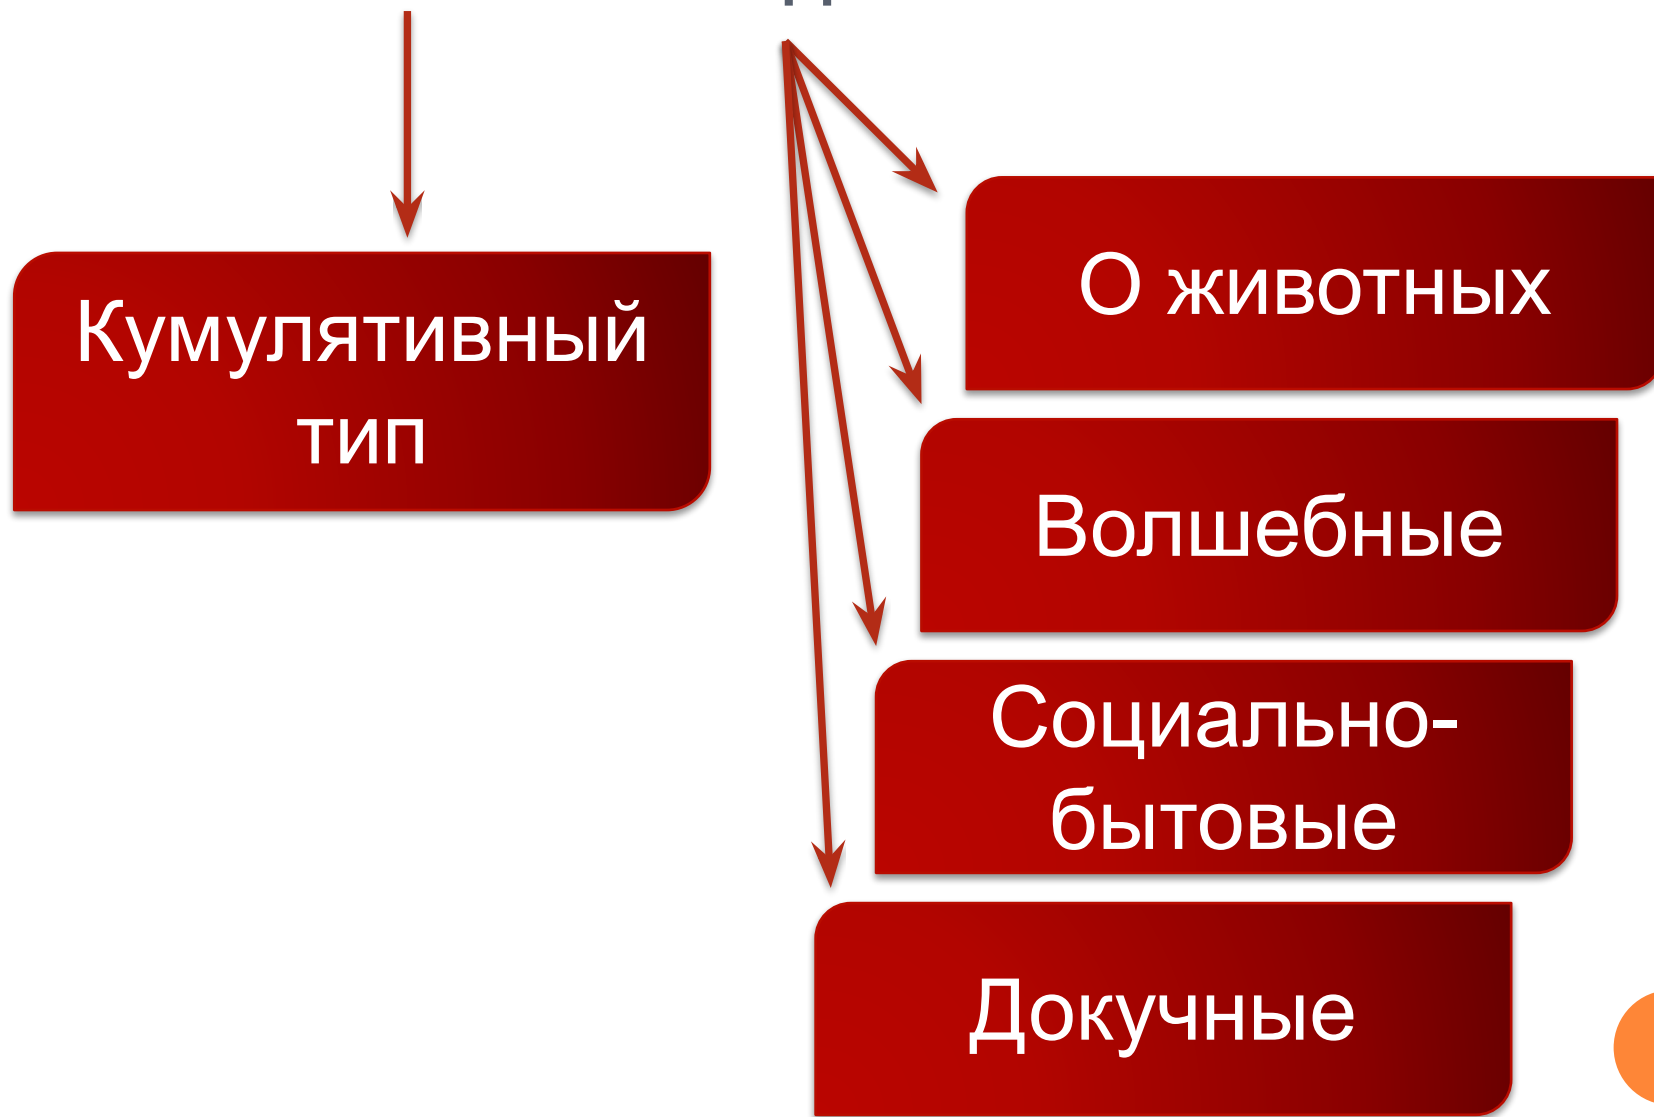 Кумулятивный
тип
О животных
Волшебные
Социально-
бытовые
Докучные